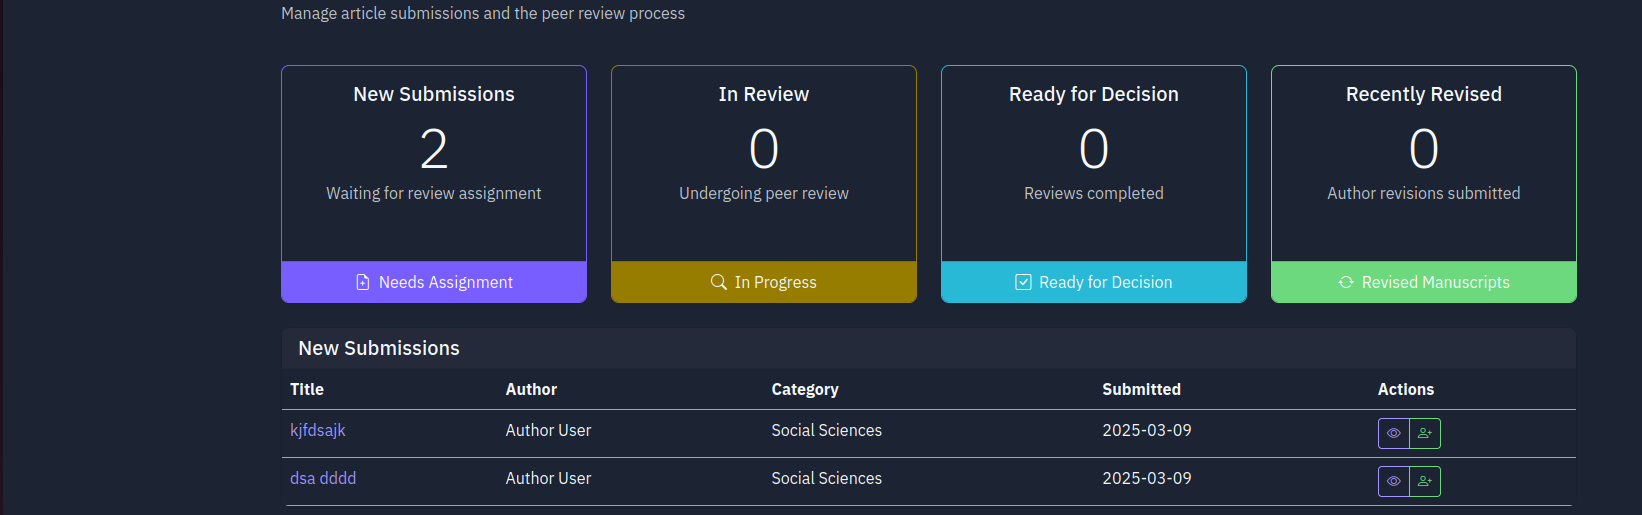 Manage article submissions and the peer review process
New Submissions
2
Waiting for review assignment
Needs Assignment
In Review
0
Undergoing peer review
In Progress
Ready for Decision
0
Reviews completed
Ready for Decision
Recently Revised
0
Author revisions submitted
Revised Manuscripts
New Submissions
Title Author Category Submitted Actions
kjfdsajk Author User Social Sciences 2025-03-09
dsa dddd Author User Social Sciences 2025-03-09